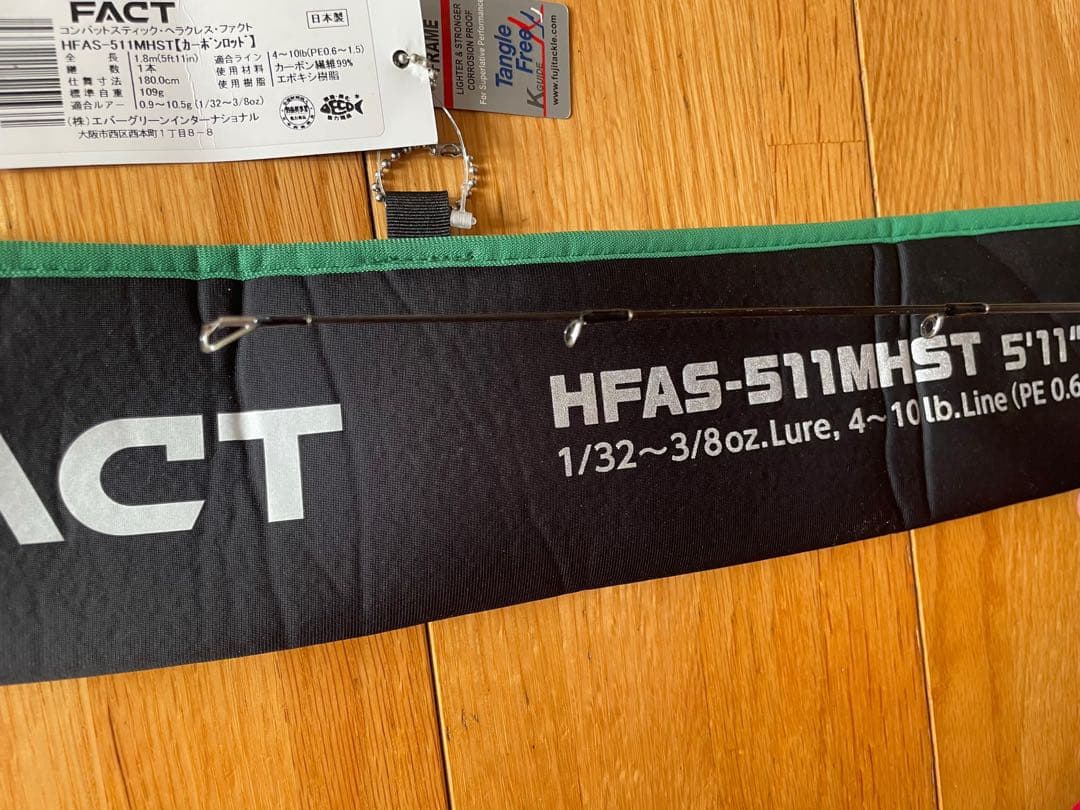 FACT
日本製
コンバットスティック・ヘラクレス・ファクト
HFAS-511MHST【カーボンロッド】
全長 1.8m(5ft11in) 適合ライン 4～10lb(PE0.6～1.5)
継数 1本 使用材料 カーボン繊維99%
仕舞寸法 180.0cm 使用樹脂 エポキシ樹脂
標準自重 109g
適合ルアー 0.9～10.5g (1/32～3/8oz)
(株)エバーグリーンインターナショナル
大阪市西区西本町1丁目8-8
FRAME
LIGHTER & STRONGER
CORROSION PROOF
For Superlative Performance
Tangle
Free
K GUIDE
www.fujitackle.com
ACT
HFAS-511MHST 5'11"
1/32～3/8oz.Lure, 4～10lb.Line (PE 0.6